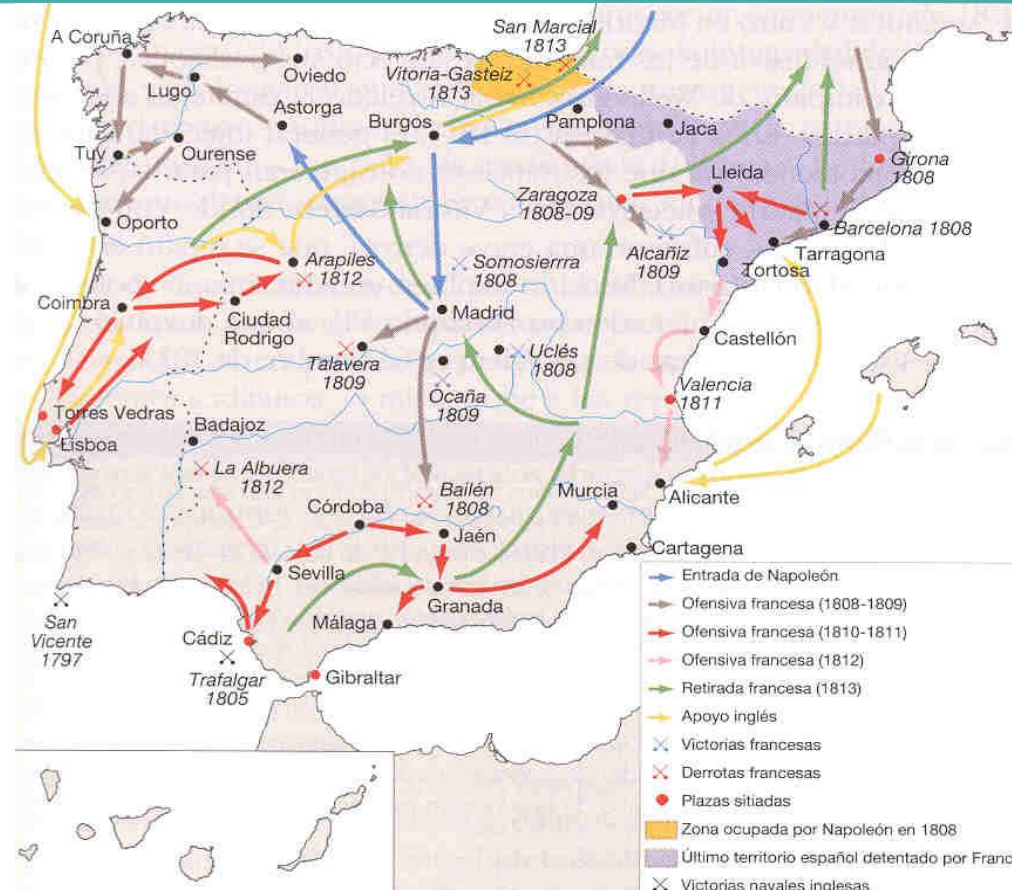 San Marcial
1813
A Coruña
Oviedo
Lugo
Vitoria-Gasteiz
1813
Astorga
Burgos
Pamplona
Jaca
Tuy
Ourense
Girona
1808
Lleida
Zaragoza
1808-09
Oporto
Barcelona 1808
Alcañiz
1809
Tarragona
Tortosa
Arapiles
1812
Somosierrra
1808
Coimbra
Ciudad
Rodrigo
Madrid
Castellón
Talavera
1809
Uclés
1808
Ocaña
1809
Valencia
1811
Torres Vedras
Lisboa
Badajoz
La Albuera
1812
Bailén
1808
Murcia
Alicante
Córdoba
Jaén
Cartagena
Sevilla
Granada
San
Vicente
1797
Málaga
Cádiz
Trafalgar
1805
Gibraltar
Entrada de Napoleón
Ofensiva francesa (1808-1809)
Ofensiva francesa (1810-1811)
Ofensiva francesa (1812)
Retirada francesa (1813)
Apoyo inglés
Victorias francesas
Derrotas francesas
Plazas sitiadas
Zona ocupada por Napoleón en 1808
Último territorio español detentado por Franc
Victorias navales inglesas